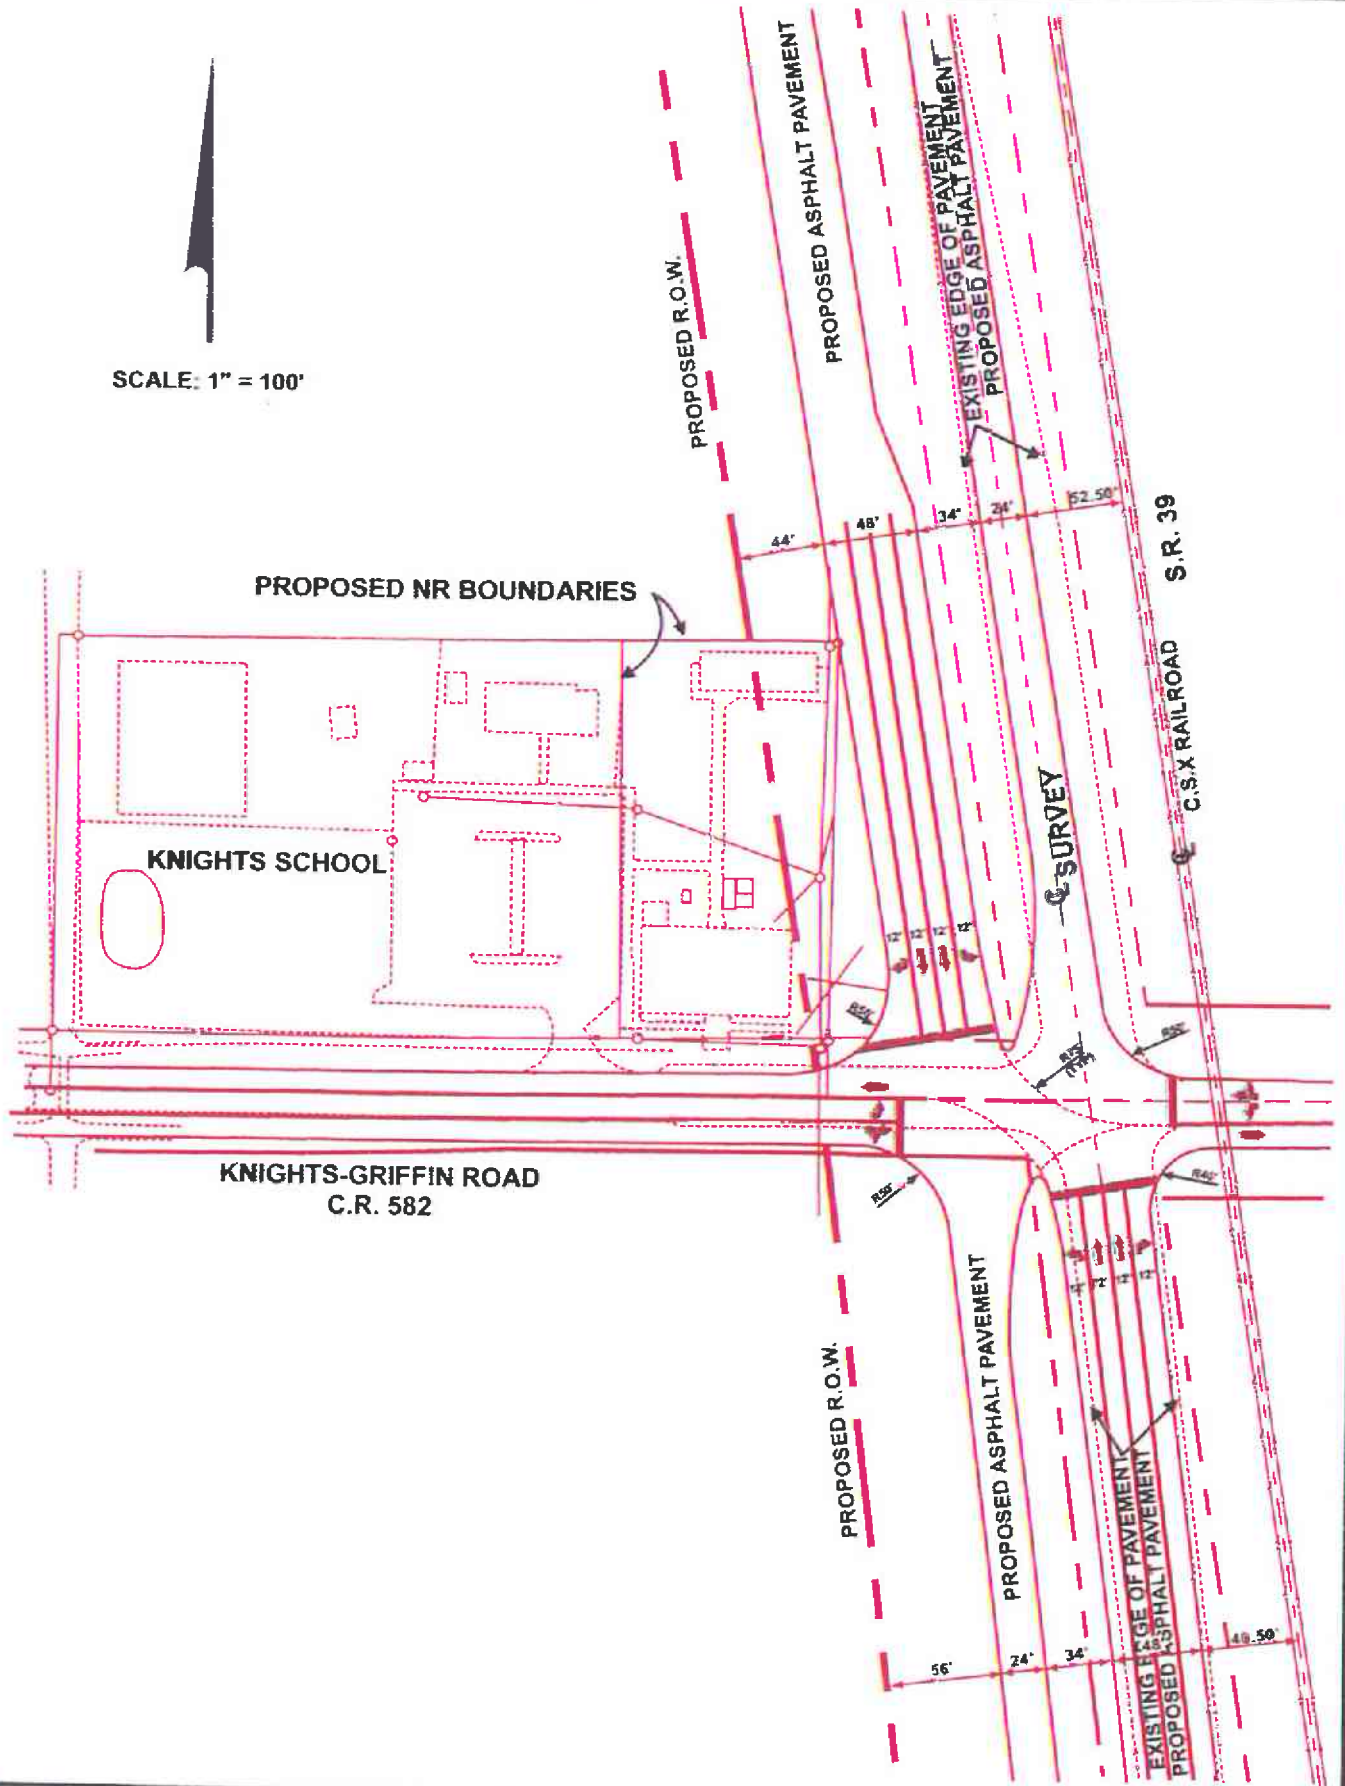 PROPOSED ASPHALT PAVEMENT
EXISTING EDGE OF PAVEMENT
PROPOSED ASPHALT PAVEMENT
PROPOSED R.O.W.
SCALE: 1" = 100'
44'
48'
34'
24'
52.50'
S.R. 39
PROPOSED NR BOUNDARIES
C.S.X RAILROAD
℄ SURVEY
℄
KNIGHTS SCHOOL
12'
12'
12'
12'
R50'
R75'
(TYP.)
KNIGHTS-GRIFFIN ROAD
C.R. 582
R50'
R40'
12'
12'
12'
12'
PROPOSED ASPHALT PAVEMENT
PROPOSED R.O.W.
EXISTING EDGE OF PAVEMENT
PROPOSED ASPHALT PAVEMENT
56'
24'
34'
48'